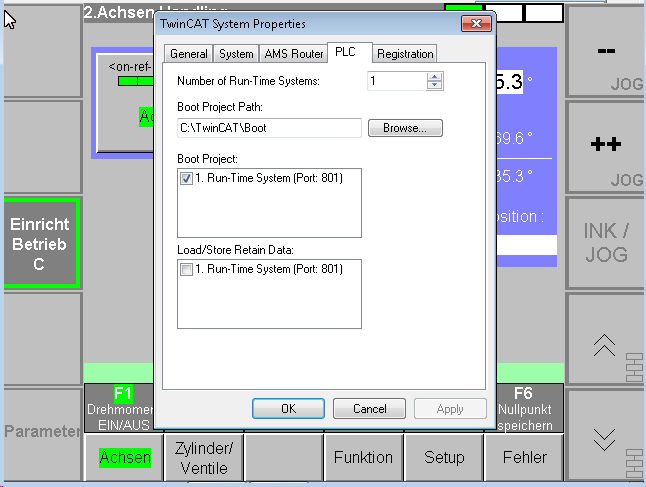 2.Achsen Handling
TwinCAT System Properties
General
System
AMS Router
PLC
Registration
Number of Run-Time Systems:
1
Boot Project Path:
C:\TwinCAT\Boot
Browse...
Boot Project:
1. Run-Time System (Port: 801)
Load/Store Retain Data:
1. Run-Time System (Port: 801)
OK
Cancel
Apply
<on-ref-
Ac
5.3 °
69.6 °
35.3 °
osition :
--
JOG
++
JOG
INK /
JOG
Einricht
Betrieb
C
Parameter
F1
Drehmomen
EIN/AUS
F6
Nullpunkt
speichern
Achsen
Zylinder/
Ventile
Funktion
Setup
Fehler